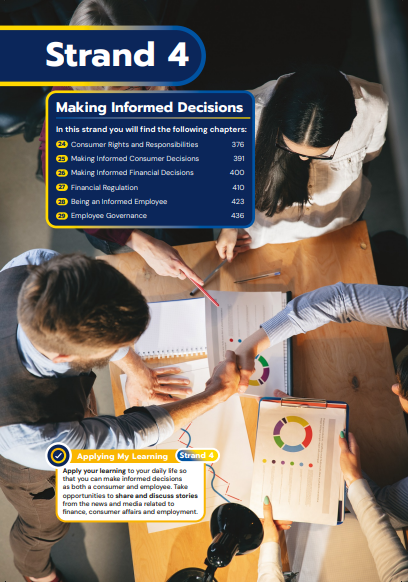 Strand 4
Making Informed Decisions
In this strand you will find the following chapters:
24 Consumer Rights and Responsibilities 376
25 Making Informed Consumer Decisions 391
26 Making Informed Financial Decisions 400
27 Financial Regulation 410
28 Being an Informed Employee 423
29 Employee Governance 436
Applying My Learning Strand 4
Apply your learning to your daily life so
that you can make informed decisions
as both a consumer and employee. Take
opportunities to share and discuss stories
from the news and media related to
finance, consumer affairs and employment.